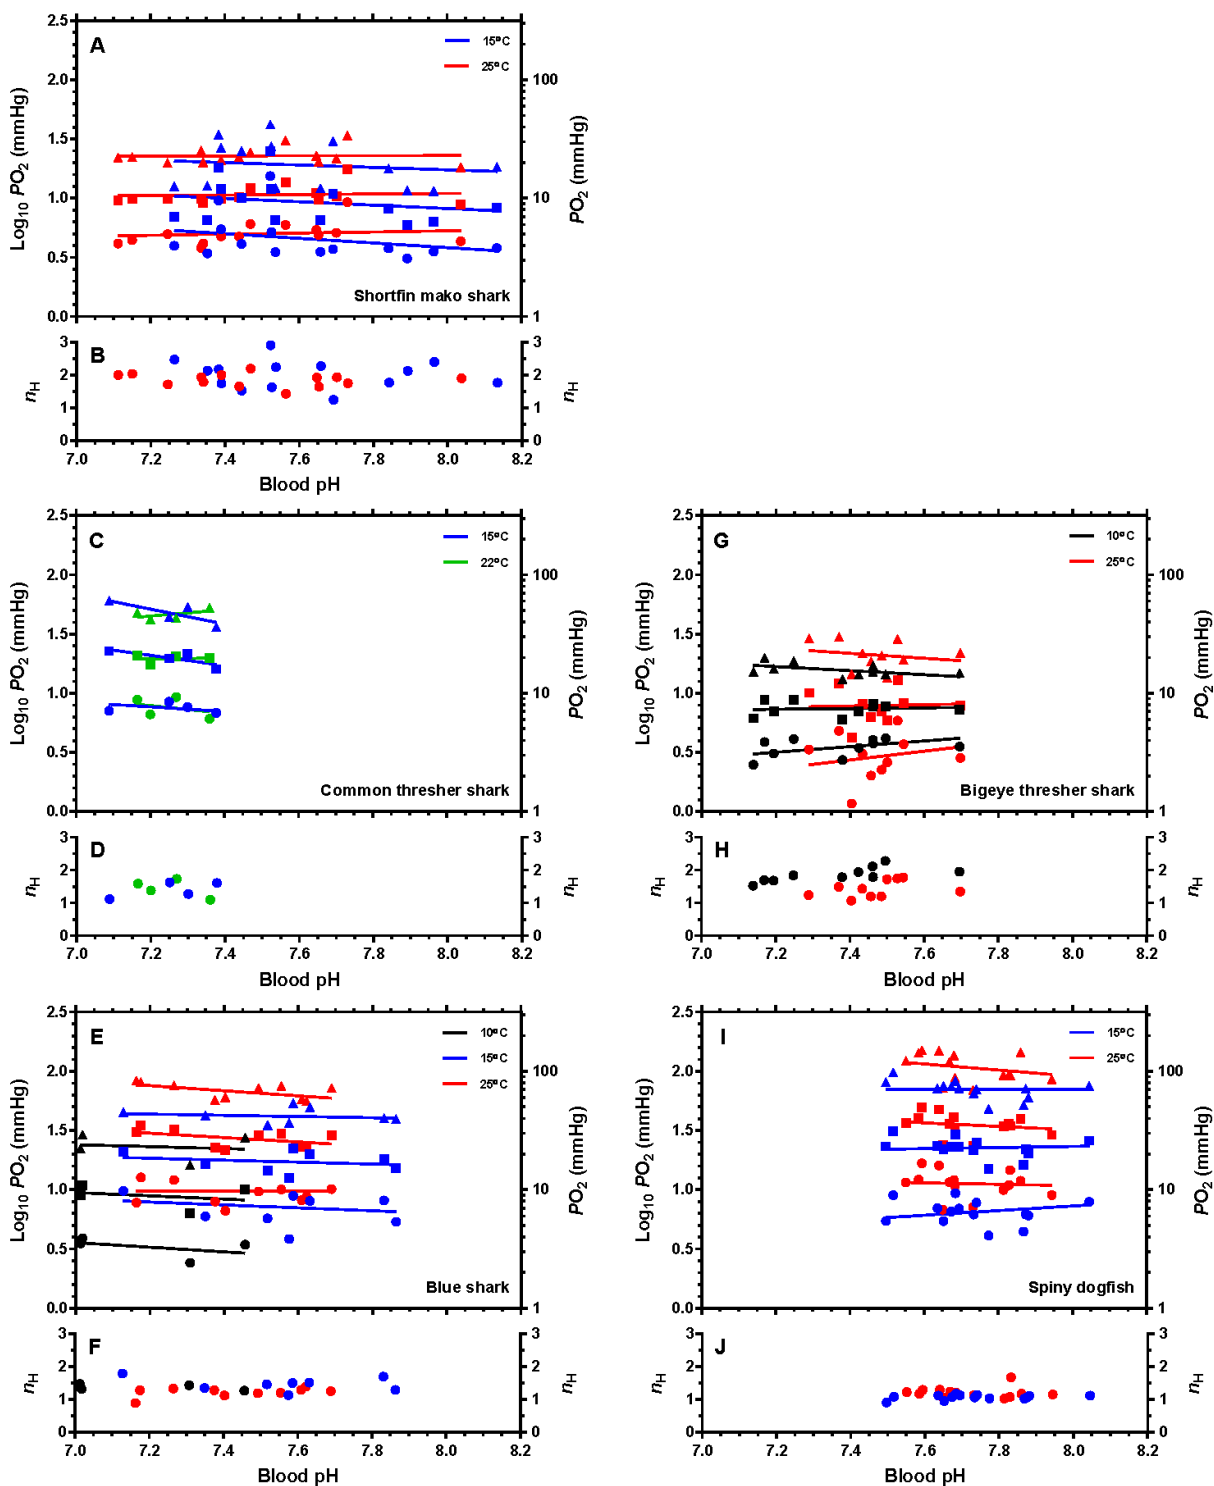 A
15°C
25°C
2.5
2.0
1.5
1.0
0.5
0.0
Log10 PO2 (mmHg)
100
10
1
PO2 (mmHg)
Shortfin mako shark
B
3
2
1
0
nH
3
2
1
0
nH
7.0 7.2 7.4 7.6 7.8 8.0 8.2
Blood pH
C
15°C
22°C
2.5
2.0
1.5
1.0
0.5
0.0
Log10 PO2 (mmHg)
100
10
1
PO2 (mmHg)
Common thresher shark
D
3
2
1
0
nH
3
2
1
0
nH
7.0 7.2 7.4 7.6 7.8 8.0 8.2
Blood pH
G
10°C
25°C
2.5
2.0
1.5
1.0
0.5
0.0
Log10 PO2 (mmHg)
100
10
1
PO2 (mmHg)
Bigeye thresher shark
H
3
2
1
0
nH
3
2
1
0
nH
7.0 7.2 7.4 7.6 7.8 8.0 8.2
Blood pH
E
10°C
15°C
25°C
2.5
2.0
1.5
1.0
0.5
0.0
Log10 PO2 (mmHg)
100
10
1
PO2 (mmHg)
Blue shark
F
3
2
1
0
nH
3
2
1
0
nH
7.0 7.2 7.4 7.6 7.8 8.0 8.2
Blood pH
I
15°C
25°C
2.5
2.0
1.5
1.0
0.5
0.0
Log10 PO2 (mmHg)
100
10
1
PO2 (mmHg)
Spiny dogfish
J
3
2
1
0
nH
3
2
1
0
nH
7.0 7.2 7.4 7.6 7.8 8.0 8.2
Blood pH